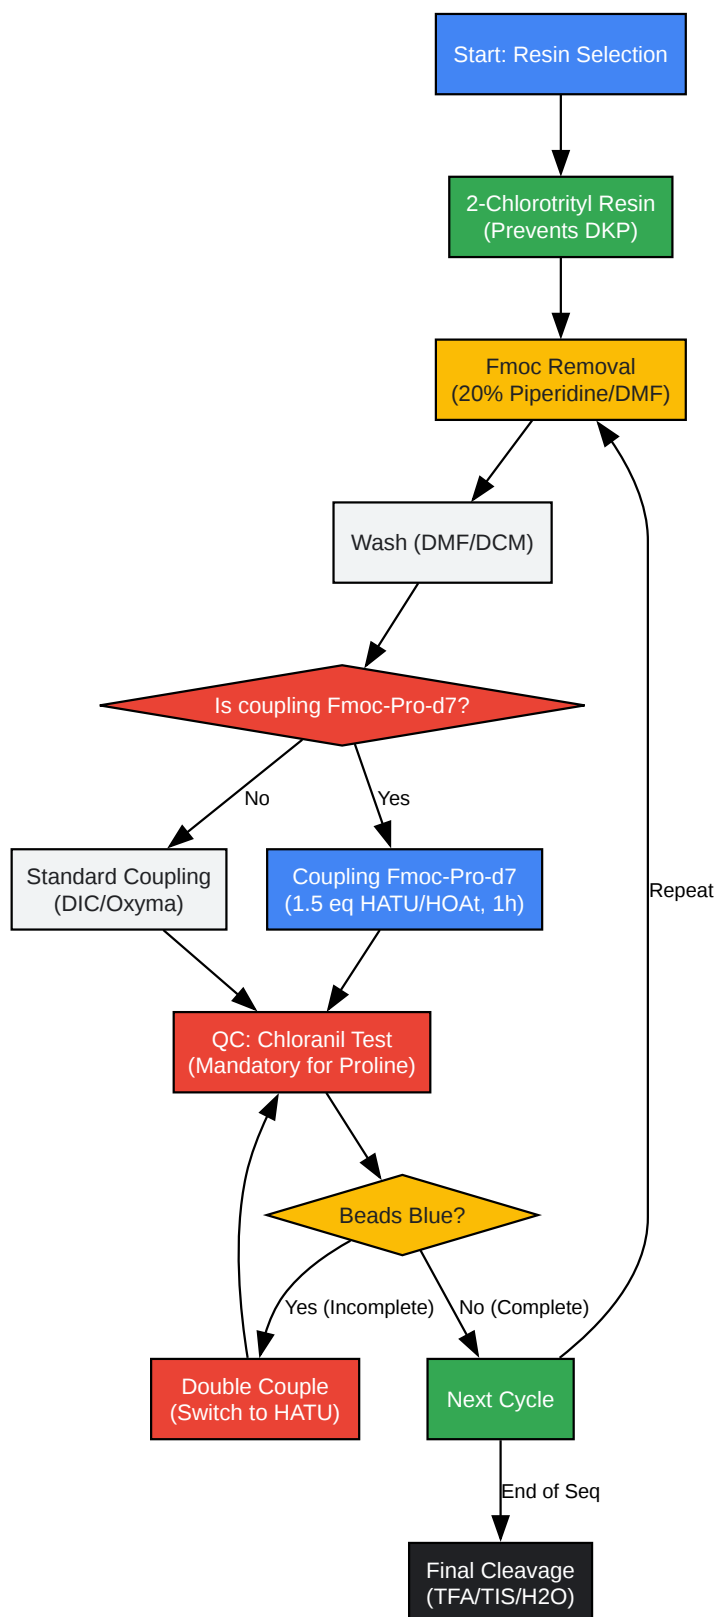 Start: Resin Selection
2-Chlorotrityl Resin
(Prevents DKP)
Fmoc Removal
(20% Piperidine/DMF)
Wash (DMF/DCM)
Is coupling Fmoc-Pro-d7?
No
Yes
Standard Coupling
(DIC/Oxyma)
Coupling Fmoc-Pro-d7
(1.5 eq HATU/HOAt, 1h)
Repeat
QC: Chloranil Test
(Mandatory for Proline)
Beads Blue?
Yes (Incomplete)
No (Complete)
Double Couple
(Switch to HATU)
Next Cycle
End of Seq
Final Cleavage
(TFA/TIS/H2O)